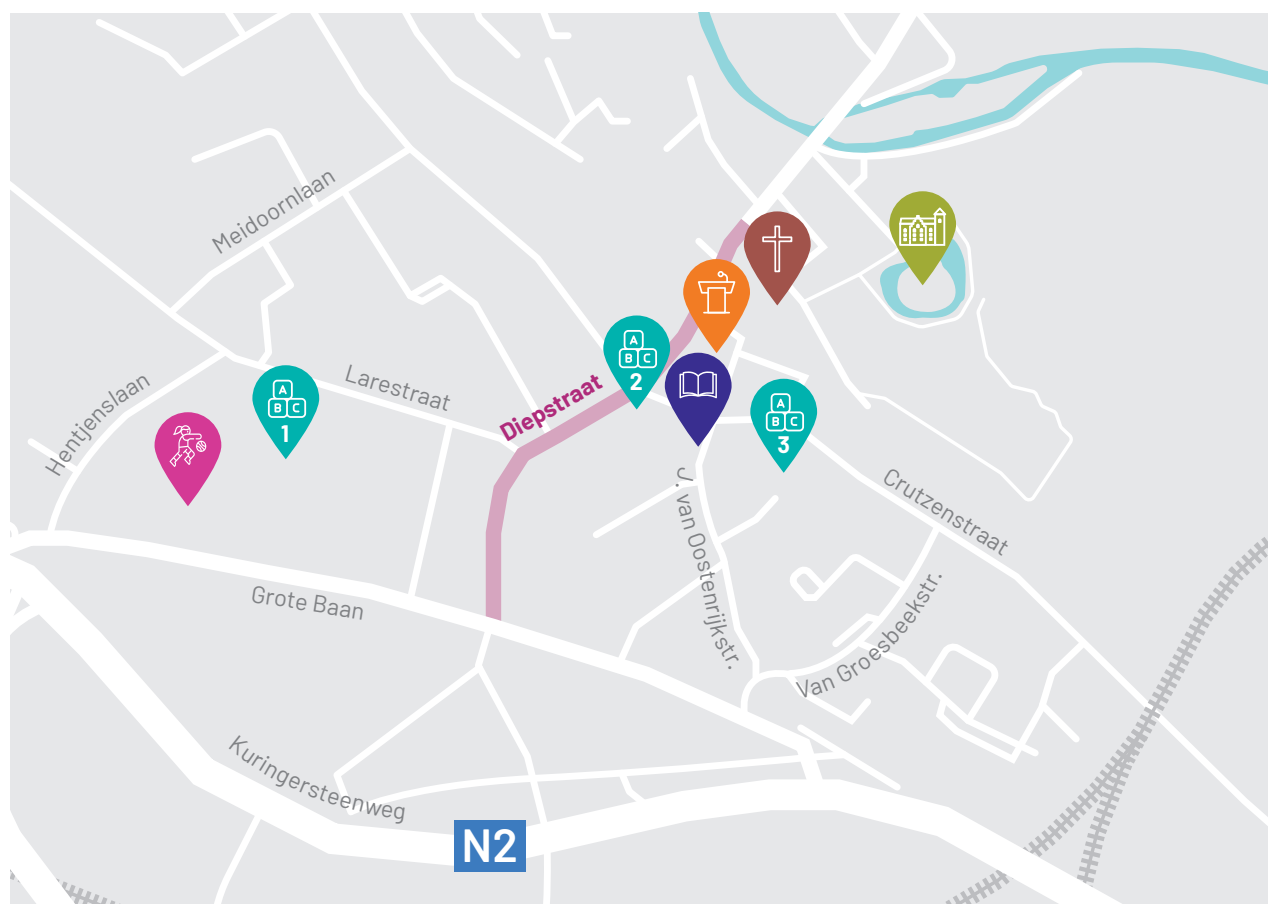 Meidoornlaan
Hentjenslaan
Larestraat
Diepstraat
A
B C
1
A
B C
2
A
B C
3
J. van Oostenrijkstr.
Crutzenstraat
Van Groesbeekstr.
Grote Baan
Kuringersteenweg
N2